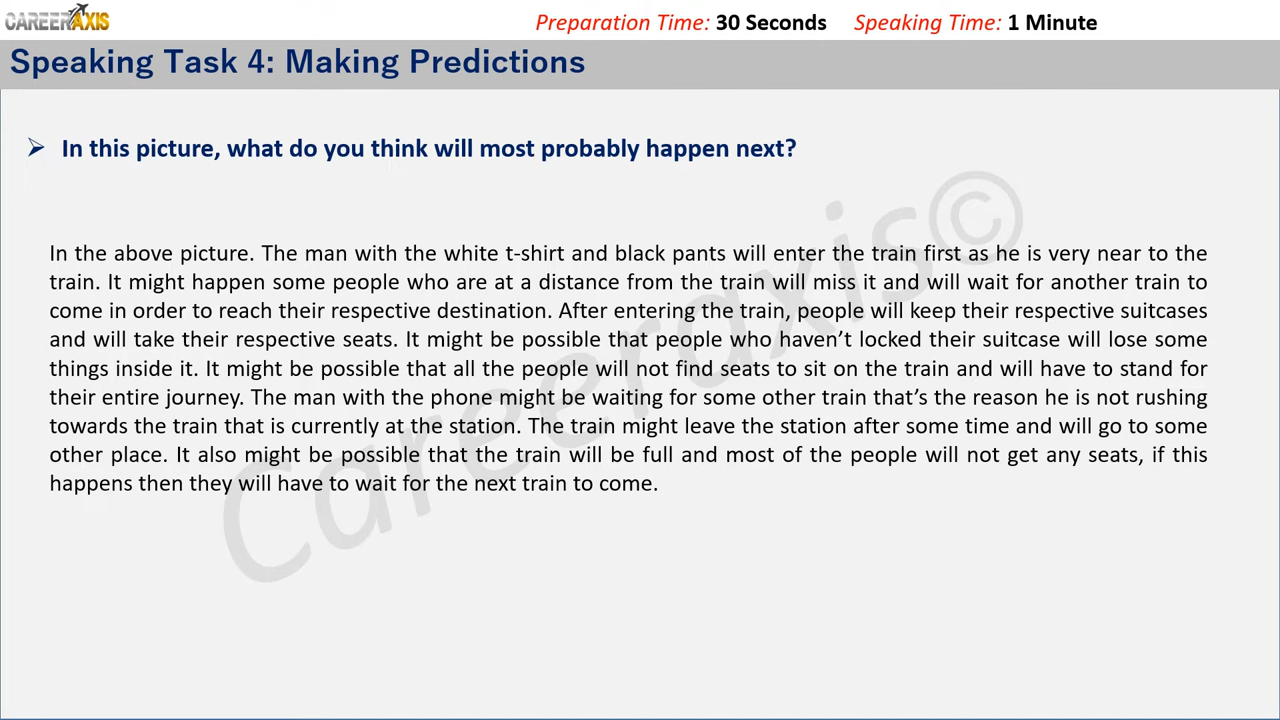 CAREERAXIS
Preparation Time: 30 Seconds Speaking Time: 1 Minute
Speaking Task 4: Making Predictions
➢ In this picture, what do you think will most probably happen next?
In the above picture. The man with the white t-shirt and black pants will enter the train first as he is very near to the
train. It might happen some people who are at a distance from the train will miss it and will wait for another train to
come in order to reach their respective destination. After entering the train, people will keep their respective suitcases
and will take their respective seats. It might be possible that people who haven’t locked their suitcase will lose some
things inside it. It might be possible that all the people will not find seats to sit on the train and will have to stand for
their entire journey. The man with the phone might be waiting for some other train that’s the reason he is not rushing
towards the train that is currently at the station. The train might leave the station after some time and will go to some
other place. It also might be possible that the train will be full and most of the people will not get any seats, if this
happens then they will have to wait for the next train to come.
Careeraxis©